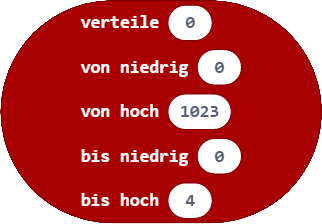 verteile 0
von niedrig 0
von hoch 1023
bis niedrig 0
bis hoch 4